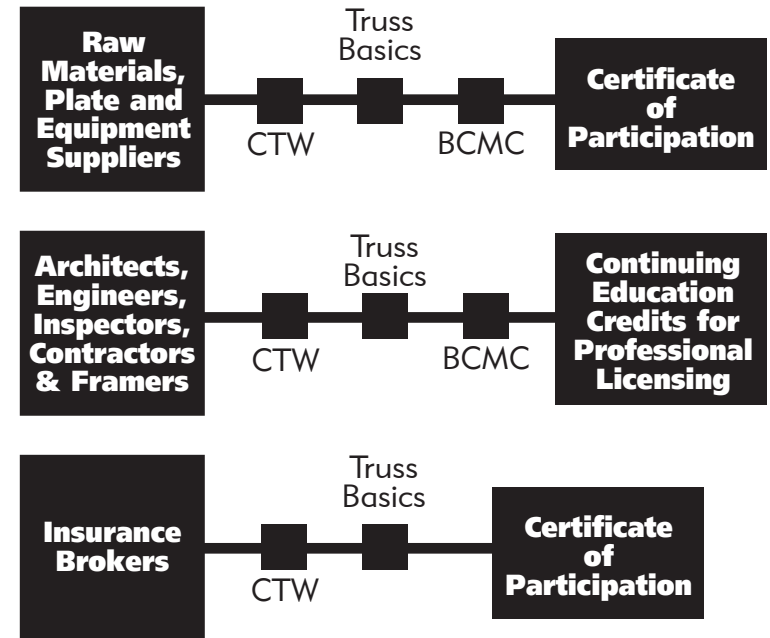 Raw
Materials,
Plate and
Equipment
Suppliers
CTW
Truss
Basics
BCMC
Certificate
of
Participation
Architects,
Engineers,
Inspectors,
Contractors
& Framers
CTW
Truss
Basics
BCMC
Continuing
Education
Credits for
Professional
Licensing
Insurance
Brokers
CTW
Truss
Basics
Certificate
of
Participation